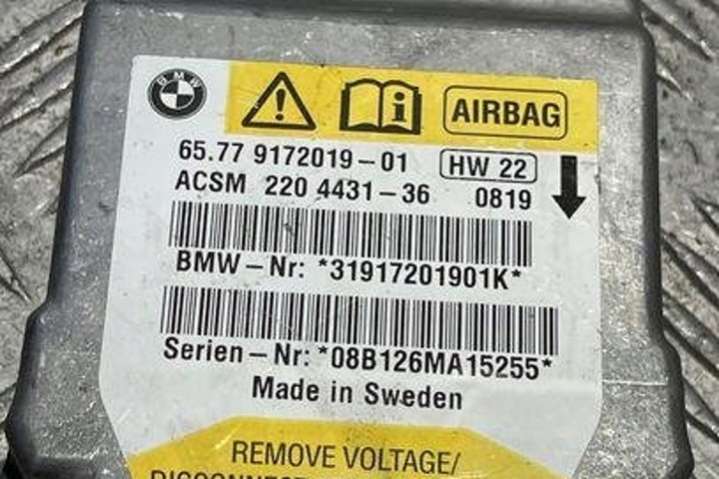 BMW
AIRBAG
65.77 9172019-01 HW 22
ACSM 220 4431-36 0819
BMW-Nr: *31917201901K*
Serien-Nr: *08B126MA15255*
Made in Sweden
REMOVE VOLTAGE/